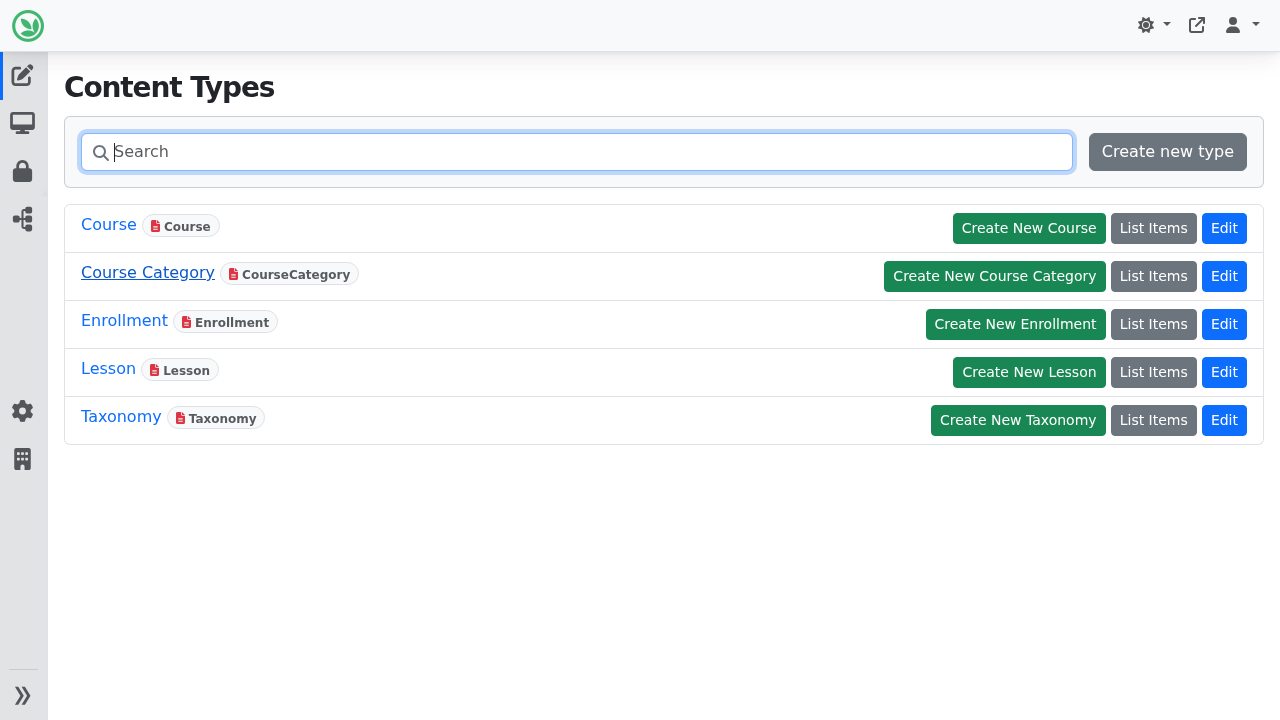 Content Types
Search
Create new type
Course Course Create New Course List Items Edit
Course Category CourseCategory Create New Course Category List Items Edit
Enrollment Enrollment Create New Enrollment List Items Edit
Lesson Lesson Create New Lesson List Items Edit
Taxonomy Taxonomy Create New Taxonomy List Items Edit